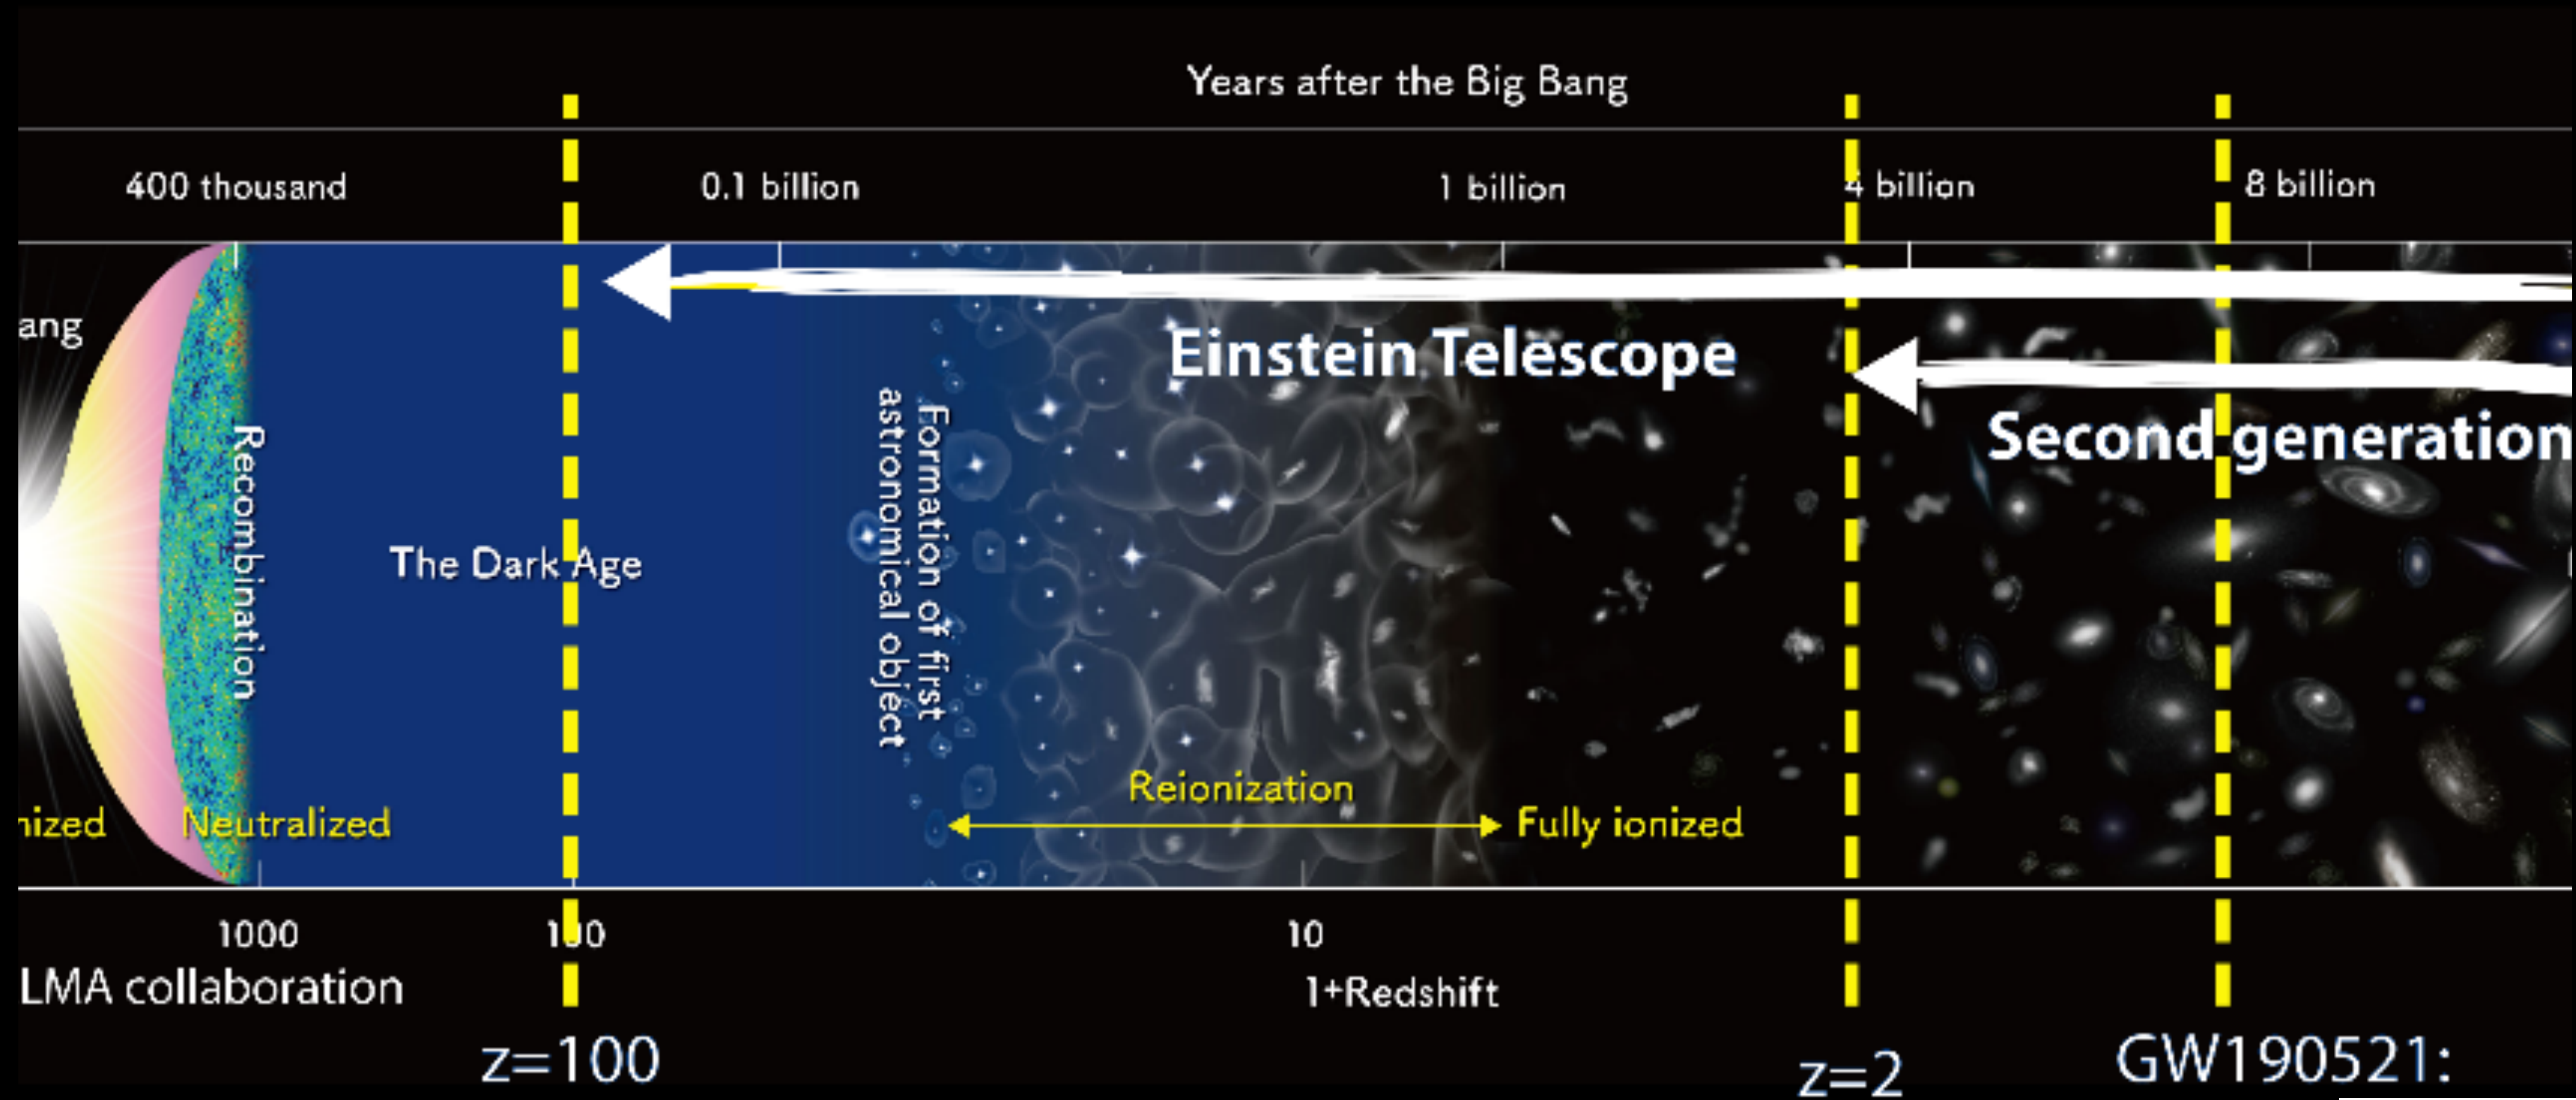 Years after the Big Bang
400 thousand
0.1 billion
1 billion
4 billion
8 billion
ang
Einstein Telescope
Second generation
Recombination
The Dark Age
Formation of first
astronomical object
Reionization
nized
Neutralized
Fully ionized
1000
100
10
LMA collaboration
1+Redshift
z=100
z=2
GW190521: